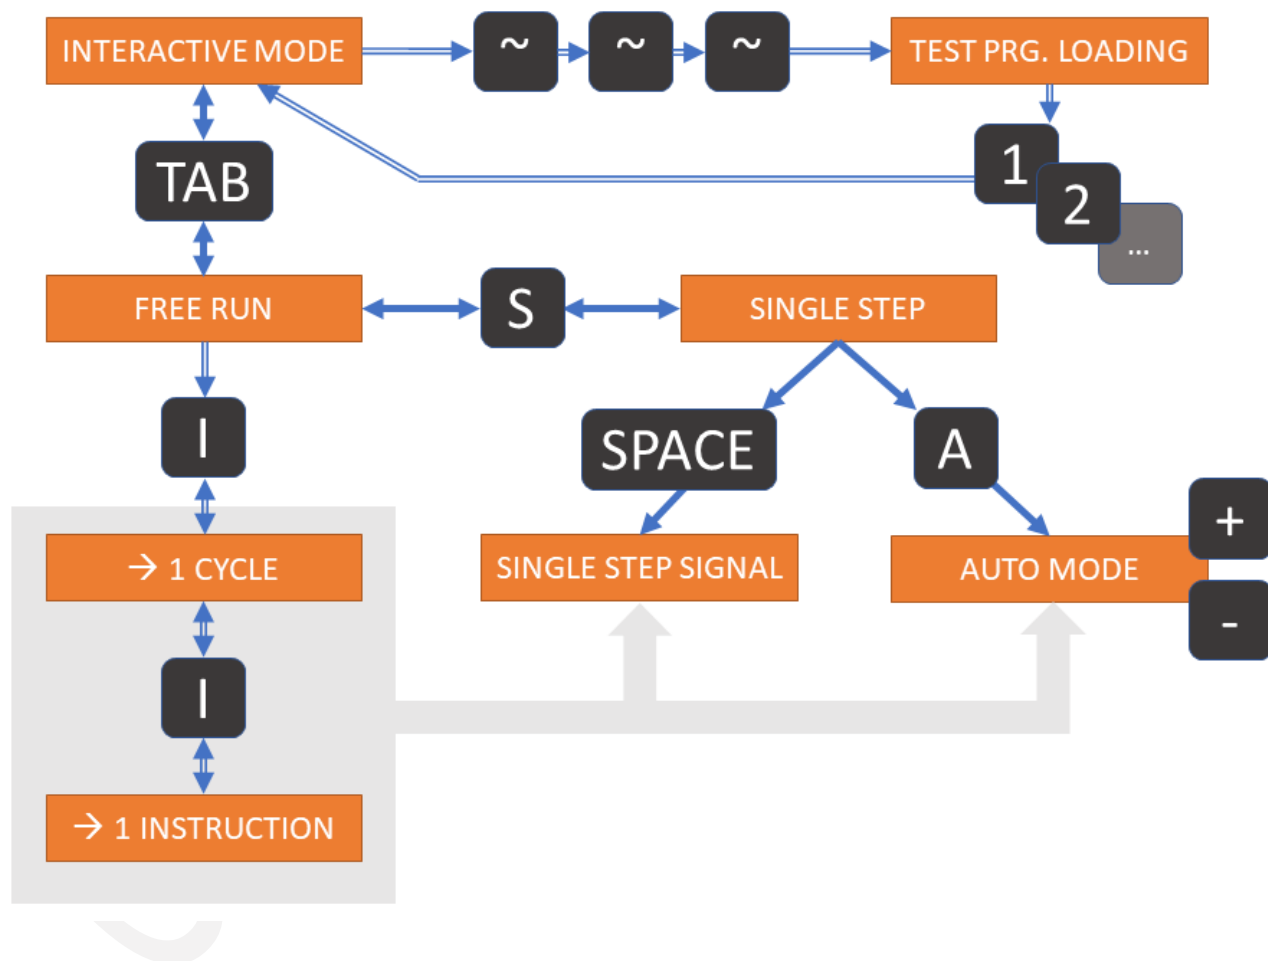 INTERACTIVE MODE
~
~
~
TEST PRG. LOADING
TAB
1
2
...
FREE RUN
S
SINGLE STEP
I
SPACE
A
→ 1 CYCLE
SINGLE STEP SIGNAL
AUTO MODE
+
-
I
→ 1 INSTRUCTION